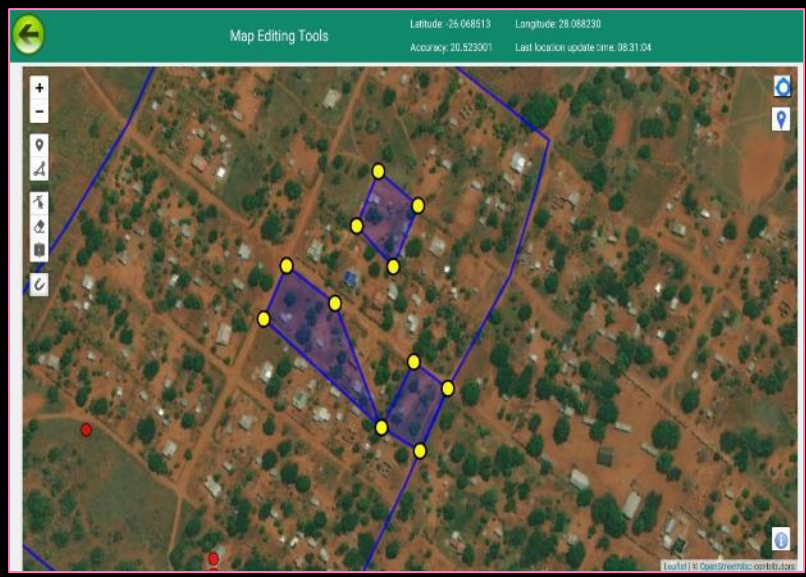 Map Editing Tools
Latitude: -26.068513 Longitude: 28.088230
Accuracy: 20.523001 Last location update time: 08:31:04
+
−
Leaflet | © OpenStreetMap contributors